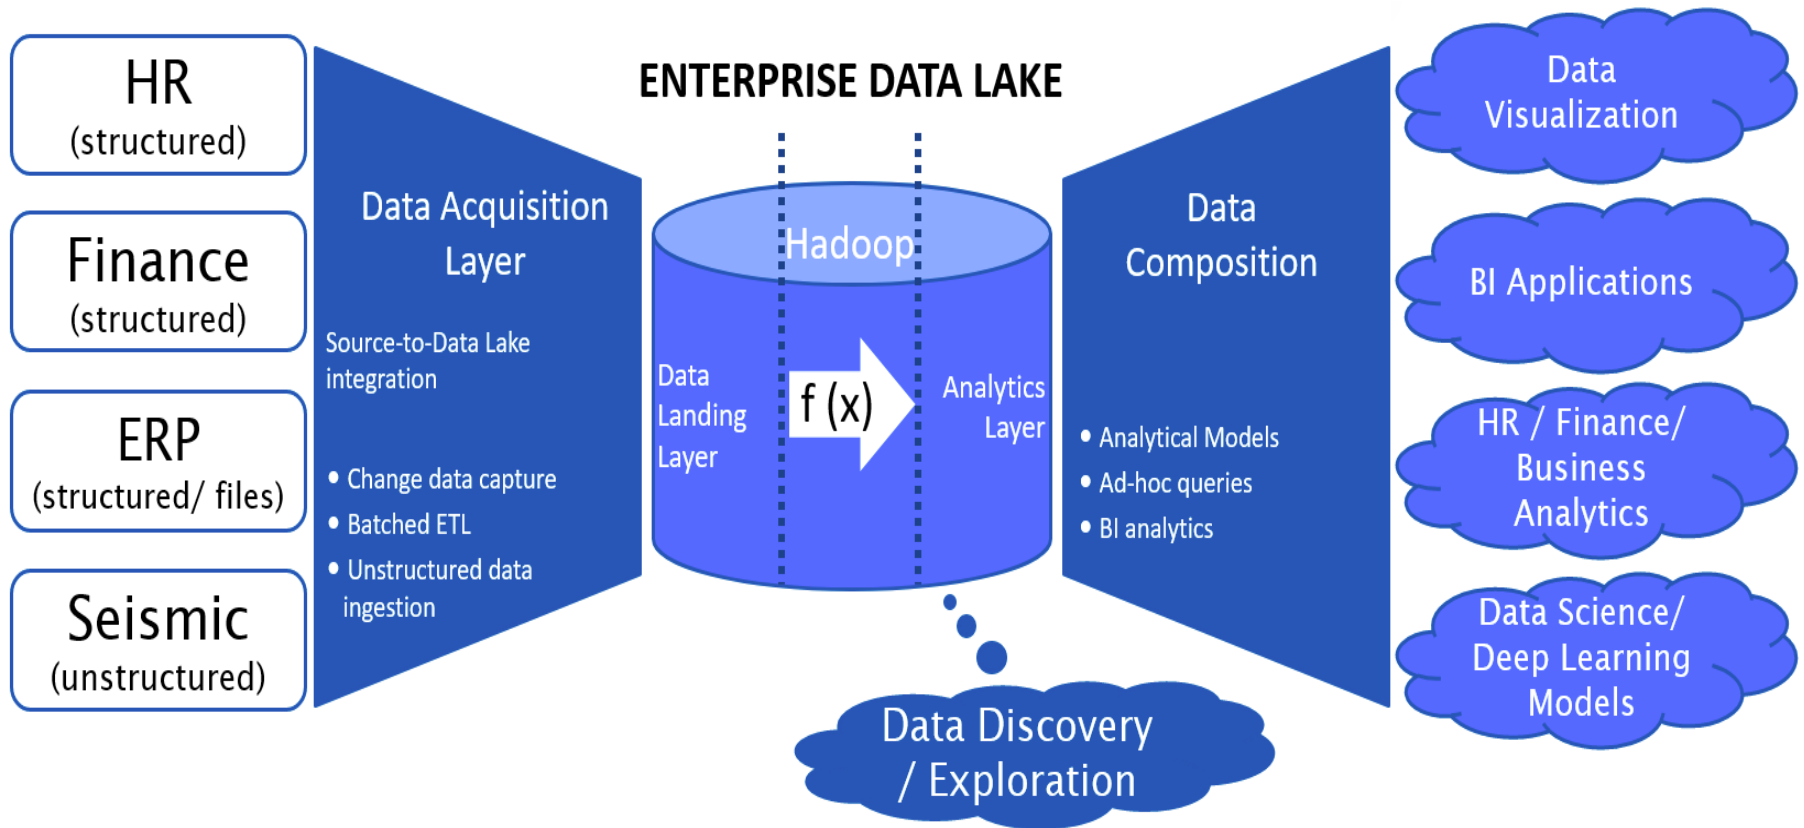 HR
(structured)
Finance
(structured)
ERP
(structured/ files)
Seismic
(unstructured)
Data Acquisition
Layer
Source-to-Data Lake
integration
• Change data capture
• Batched ETL
• Unstructured data
ingestion
ENTERPRISE DATA LAKE
Hadoop
Data
Landing
Layer
f (x)
Analytics
Layer
Data Discovery
/ Exploration
Data
Composition
• Analytical Models
• Ad-hoc queries
• BI analytics
Data
Visualization
BI Applications
HR / Finance/
Business
Analytics
Data Science/
Deep Learning
Models